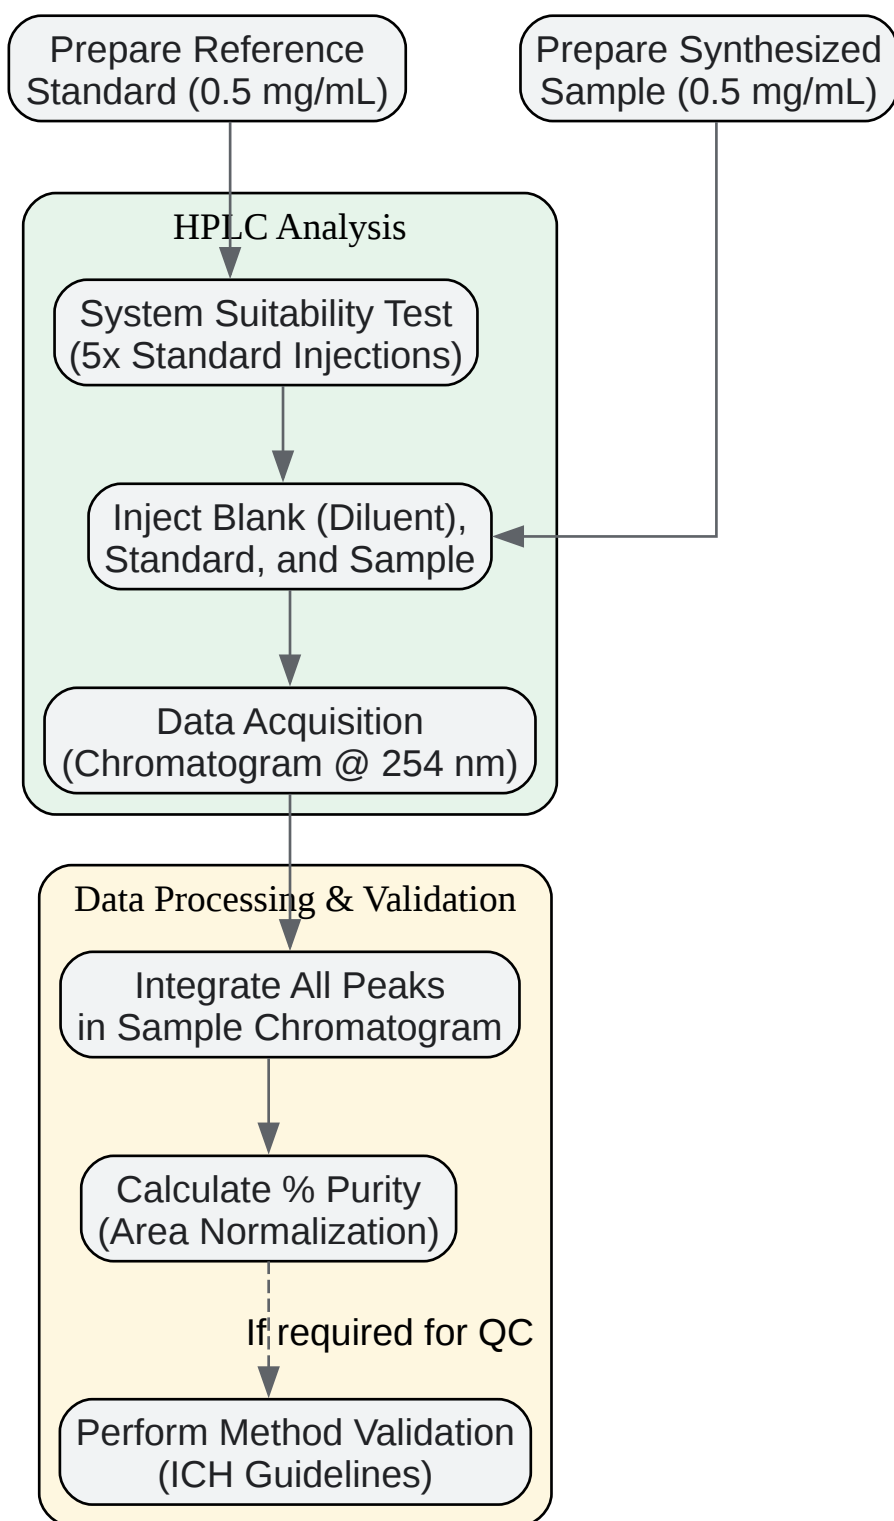 Prepare Reference
Standard (0.5 mg/mL)
Prepare Synthesized
Sample (0.5 mg/mL)
HPLC Analysis
System Suitability Test
(5x Standard Injections)
Inject Blank (Diluent),
Standard, and Sample
Data Acquisition
(Chromatogram @ 254 nm)
Data Processing & Validation
Integrate All Peaks
in Sample Chromatogram
Calculate % Purity
(Area Normalization)
If required for QC
Perform Method Validation
(ICH Guidelines)